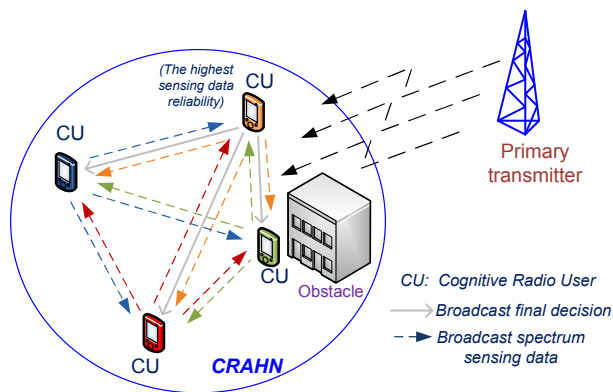 (The highest
sensing data
reliability)
CU
CU
Primary
transmitter
CU
Obstacle
CU
CRAHN
CU: Cognitive Radio User
Broadcast final decision
Broadcast spectrum
sensing data